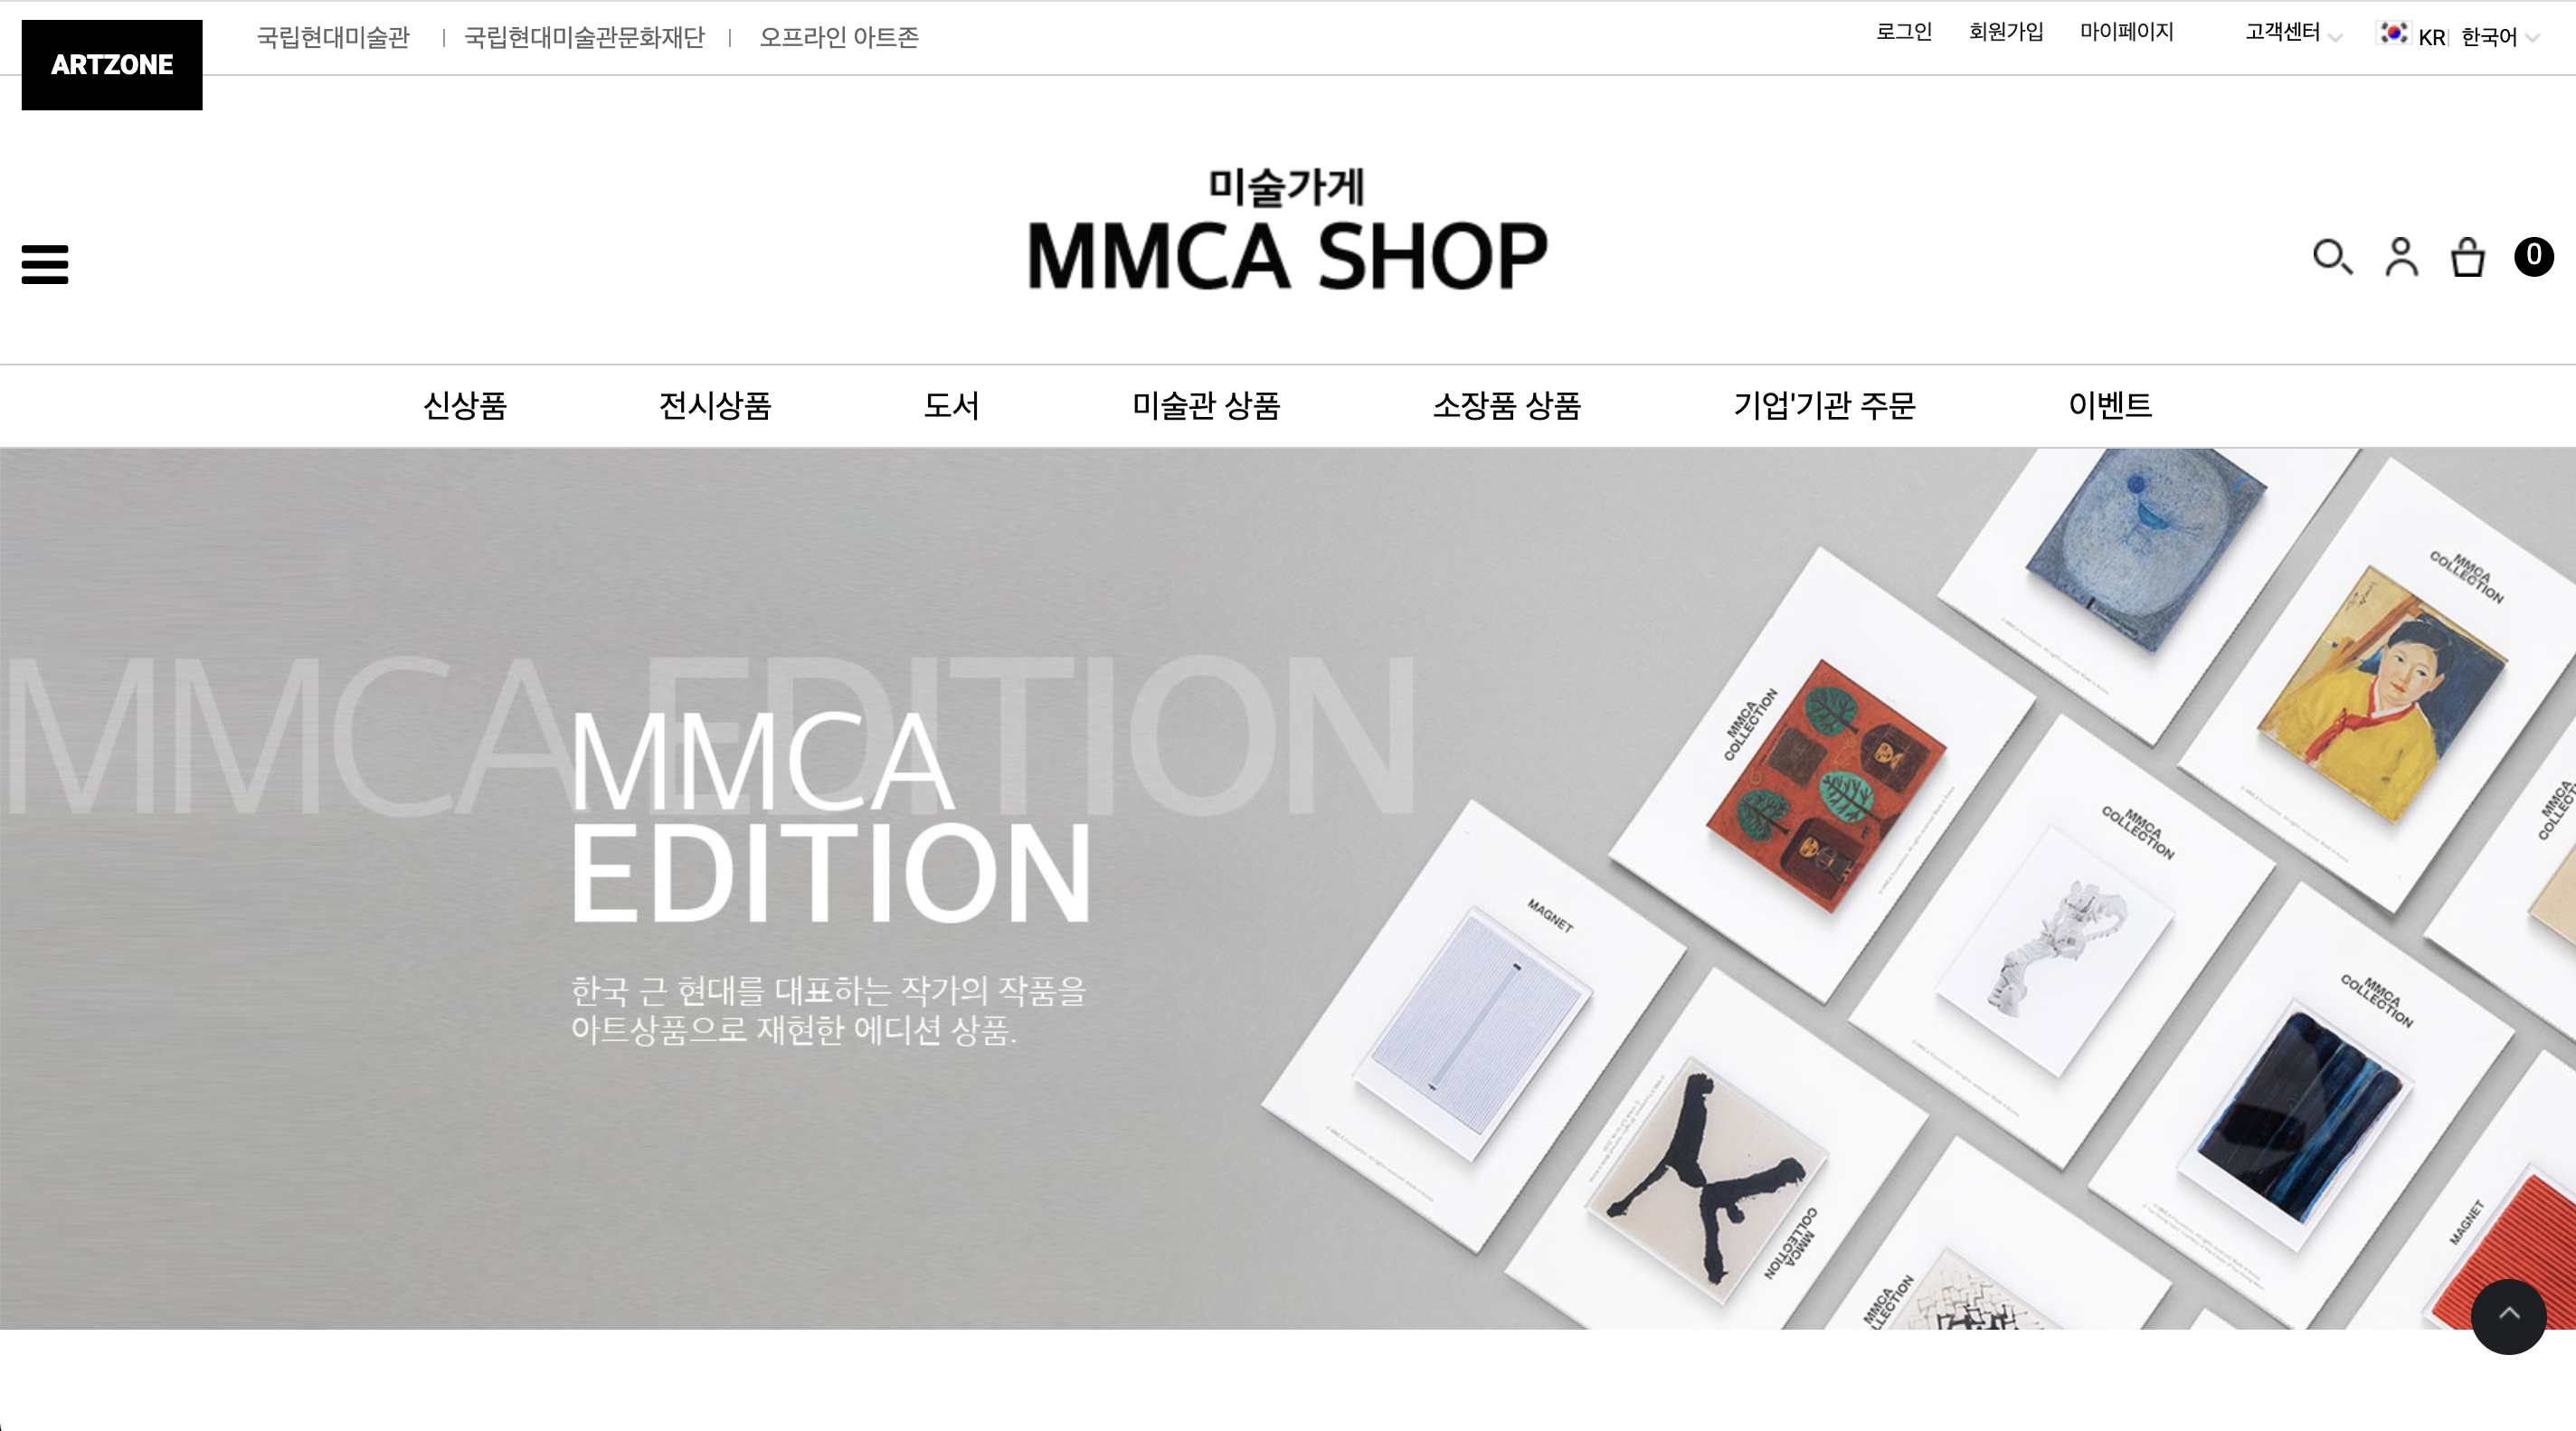 ARTZONE
국립현대미술관 | 국립현대미술관문화재단 | 오프라인 아트존
로그인 회원가입 마이페이지 고객센터 KR 한국어
미술가게
MMCA SHOP
0
신상품 전시상품 도서 미술관 상품 소장품 상품 기업'기관 주문 이벤트
MMCA EDITION
MMCA
EDITION
한국 근 현대를 대표하는 작가의 작품을
아트상품으로 재현한 에디션 상품.
MMCA
COLLECTION
MMCA
COLLECTION
MMCA
COLLECTION
MAGNET
MMCA
COLLECTION
MMCA
COLLECTION
MAGNET